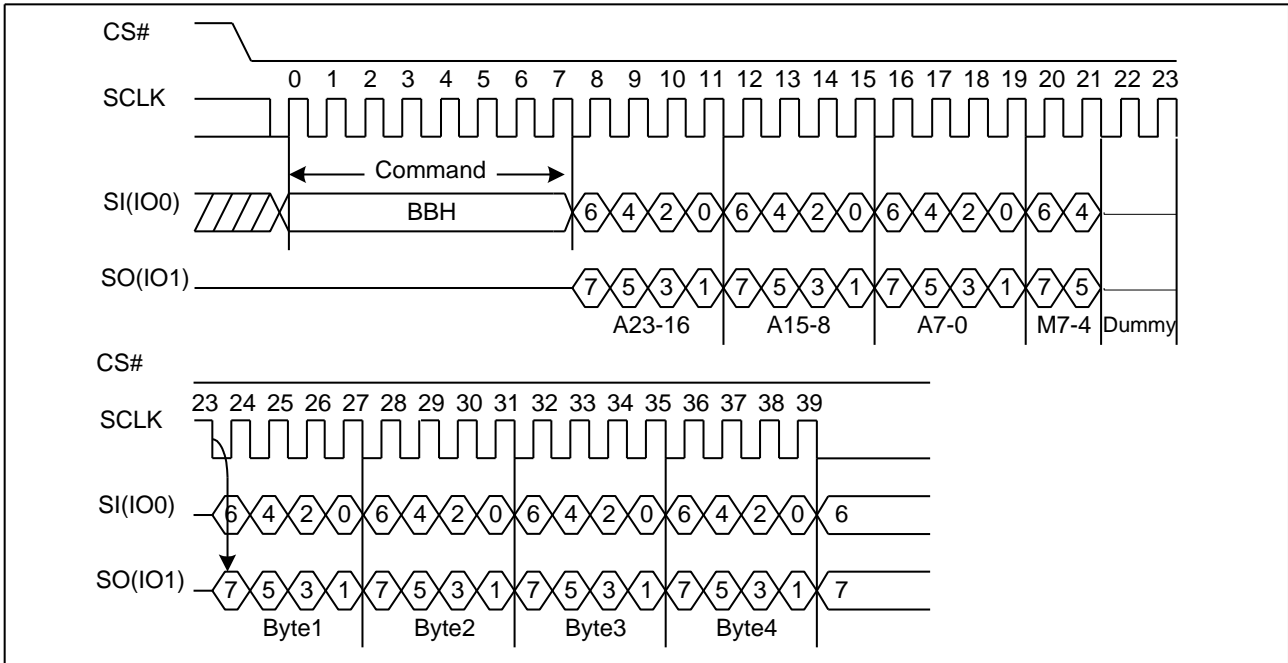 CS#
0 1 2 3 4 5 6 7 8 9 10 11 12 13 14 15 16 17 18 19 20 21 22 23
SCLK
Command
SI(IO0) BBH 6 4 2 0 6 4 2 0 6 4 2 0 6 4
SO(IO1) 7 5 3 1 7 5 3 1 7 5 3 1 7 5
A23-16 A15-8 A7-0 M7-4 Dummy
CS#
23 24 25 26 27 28 29 30 31 32 33 34 35 36 37 38 39
SCLK
SI(IO0) 6 4 2 0 6 4 2 0 6 4 2 0 6 4 2 0 6
SO(IO1) 7 5 3 1 7 5 3 1 7 5 3 1 7 5 3 1 7
Byte1 Byte2 Byte3 Byte4